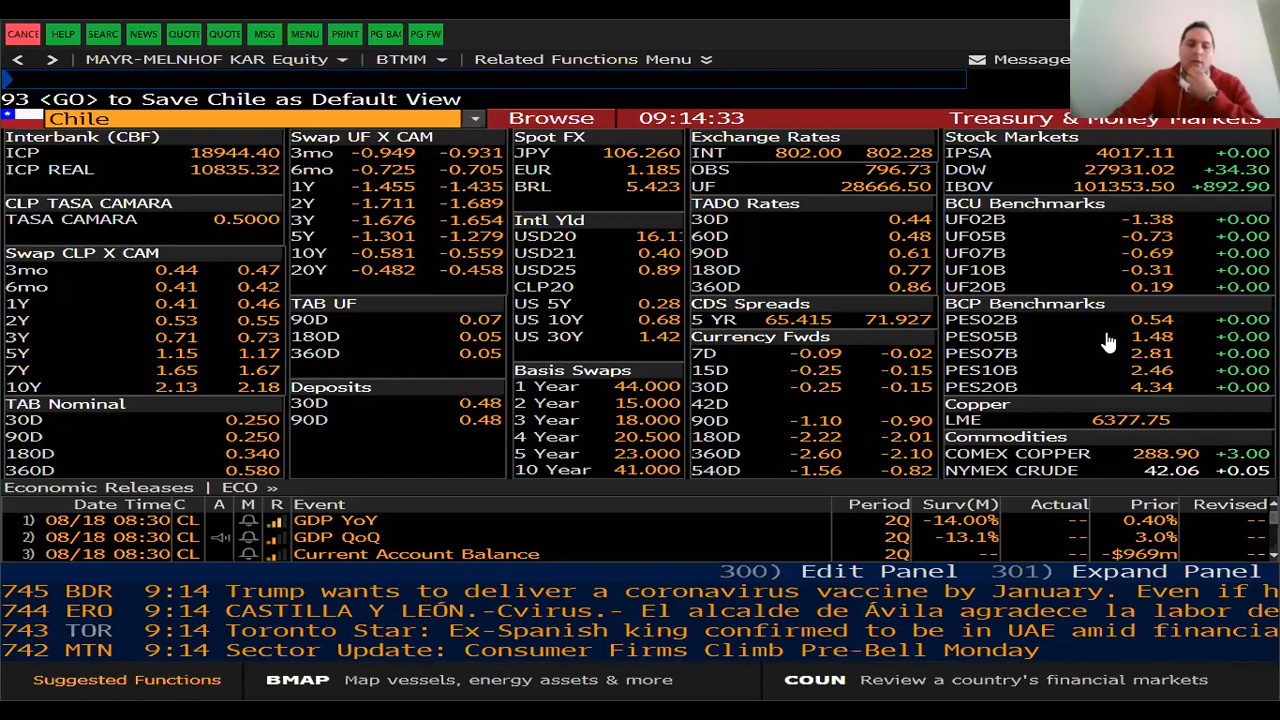 CANCE HELP SEARC NEWS QUOTE QUOTE MSG MENU PRINT PG BAC PG FW
< > MAYR-MELNHOF KAR Equity BTMM Related Functions Menu Message
93 <GO> to Save Chile as Default View
Chile Browse 09:14:33 Treasury & Money Markets
Interbank (CBF)
ICP 18944.40
ICP REAL 10835.32
CLP TASA CAMARA
TASA CAMARA 0.5000
Swap CLP X CAM
3mo 0.44 0.47
6mo 0.41 0.42
1Y 0.41 0.46
2Y 0.53 0.55
3Y 0.71 0.73
5Y 1.15 1.17
7Y 1.65 1.67
10Y 2.13 2.18
TAB Nominal
30D 0.250
90D 0.250
180D 0.340
360D 0.580
Swap UF X CAM
3mo -0.949 -0.931
6mo -0.725 -0.705
1Y -1.455 -1.435
2Y -1.711 -1.689
3Y -1.676 -1.654
5Y -1.301 -1.279
10Y -0.581 -0.559
20Y -0.482 -0.458
TAB UF
90D 0.07
180D 0.05
360D 0.05
Deposits
30D 0.48
90D 0.48
Spot FX
JPY 106.260
EUR 1.185
BRL 5.423
Intl Yld
USD20 16.1
USD21 0.40
USD25 0.89
CLP20
US 5Y 0.28
US 10Y 0.68
US 30Y 1.42
Basis Swaps
1 Year 44.000
2 Year 15.000
3 Year 18.000
4 Year 20.500
5 Year 23.000
10 Year 41.000
Exchange Rates
INT 802.00 802.28
OBS 796.73
UF 28666.50
TADO Rates
30D 0.44
60D 0.48
90D 0.61
180D 0.77
360D 0.86
CDS Spreads
5 YR 65.415 71.927
Currency Fwds
7D -0.09 -0.02
15D -0.25 -0.15
30D -0.25 -0.15
42D
90D -1.10 -0.90
180D -2.22 -2.01
360D -2.60 -2.10
540D -1.56 -0.82
Stock Markets
IPSA 4017.11 +0.00
DOW 27931.02 +34.30
IBOV 101353.50 +892.90
BCU Benchmarks
UF02B -1.38 +0.00
UF05B -0.73 +0.00
UF07B -0.69 +0.00
UF10B -0.31 +0.00
UF20B 0.19 +0.00
BCP Benchmarks
PES02B 0.54 +0.00
PES05B 1.48 +0.00
PES07B 2.81 +0.00
PES10B 2.46 +0.00
PES20B 4.34 +0.00
Copper
LME 6377.75
Commodities
COMEX COPPER 288.90 +3.00
NYMEX CRUDE 42.06 +0.05
Economic Releases | ECO »
Date Time C A M R Event Period Surv(M) Actual Prior Revised
1) 08/18 08:30 CL GDP YoY 2Q -14.00% -- 0.40% --
2) 08/18 08:30 CL GDP QoQ 2Q -13.1% -- 3.0% --
3) 08/18 08:30 CL Current Account Balance 2Q -- -- -$969m --
300) Edit Panel 301) Expand Panel
745 BDR 9:14 Trump wants to deliver a coronavirus vaccine by January. Even if h
744 ERO 9:14 CASTILLA Y LEÓN.-Cvirus.- El alcalde de Ávila agradece la labor de
743 TOR 9:14 Toronto Star: Ex-Spanish king confirmed to be in UAE amid financia
742 MTN 9:14 Sector Update: Consumer Firms Climb Pre-Bell Monday
Suggested Functions BMAP Map vessels, energy assets & more COUN Review a country's financial markets